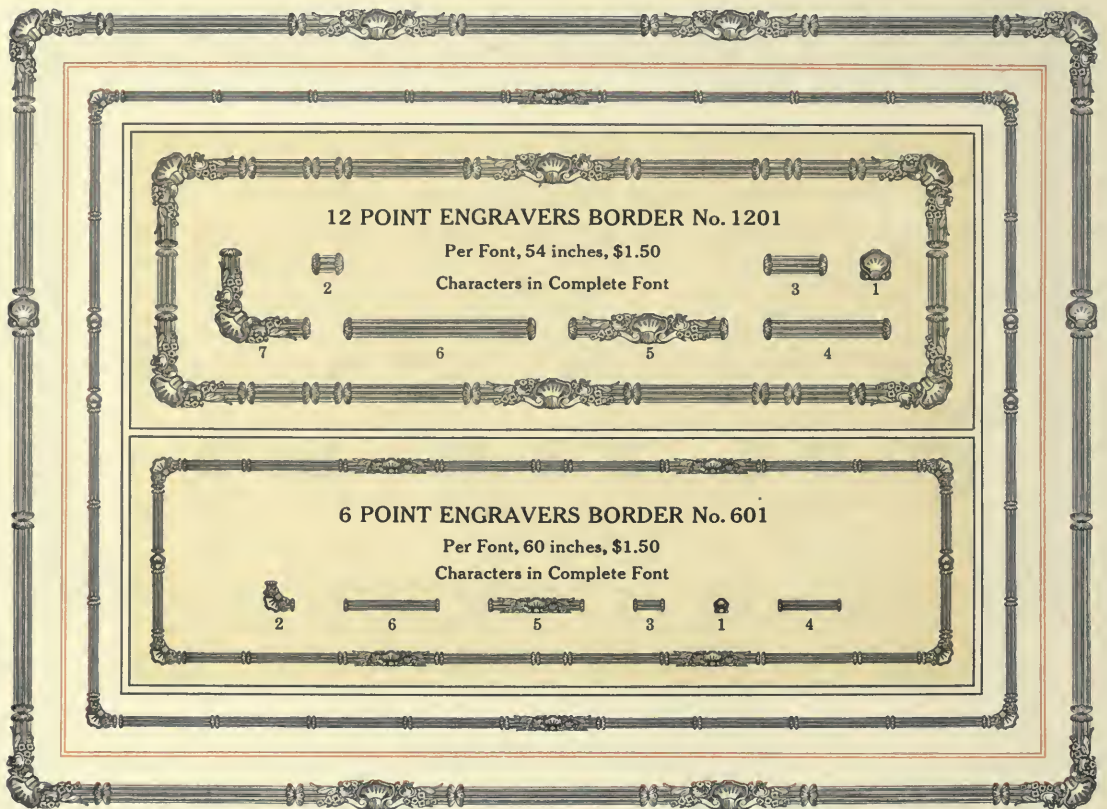 12 POINT ENGRAVERS BORDER No. 1201
Per Font, 54 inches, $1.50
Characters in Complete Font
2
3
1
7
6
5
4
6 POINT ENGRAVERS BORDER No. 601
Per Font, 60 inches, $1.50
Characters in Complete Font
2
6
5
3
1
4